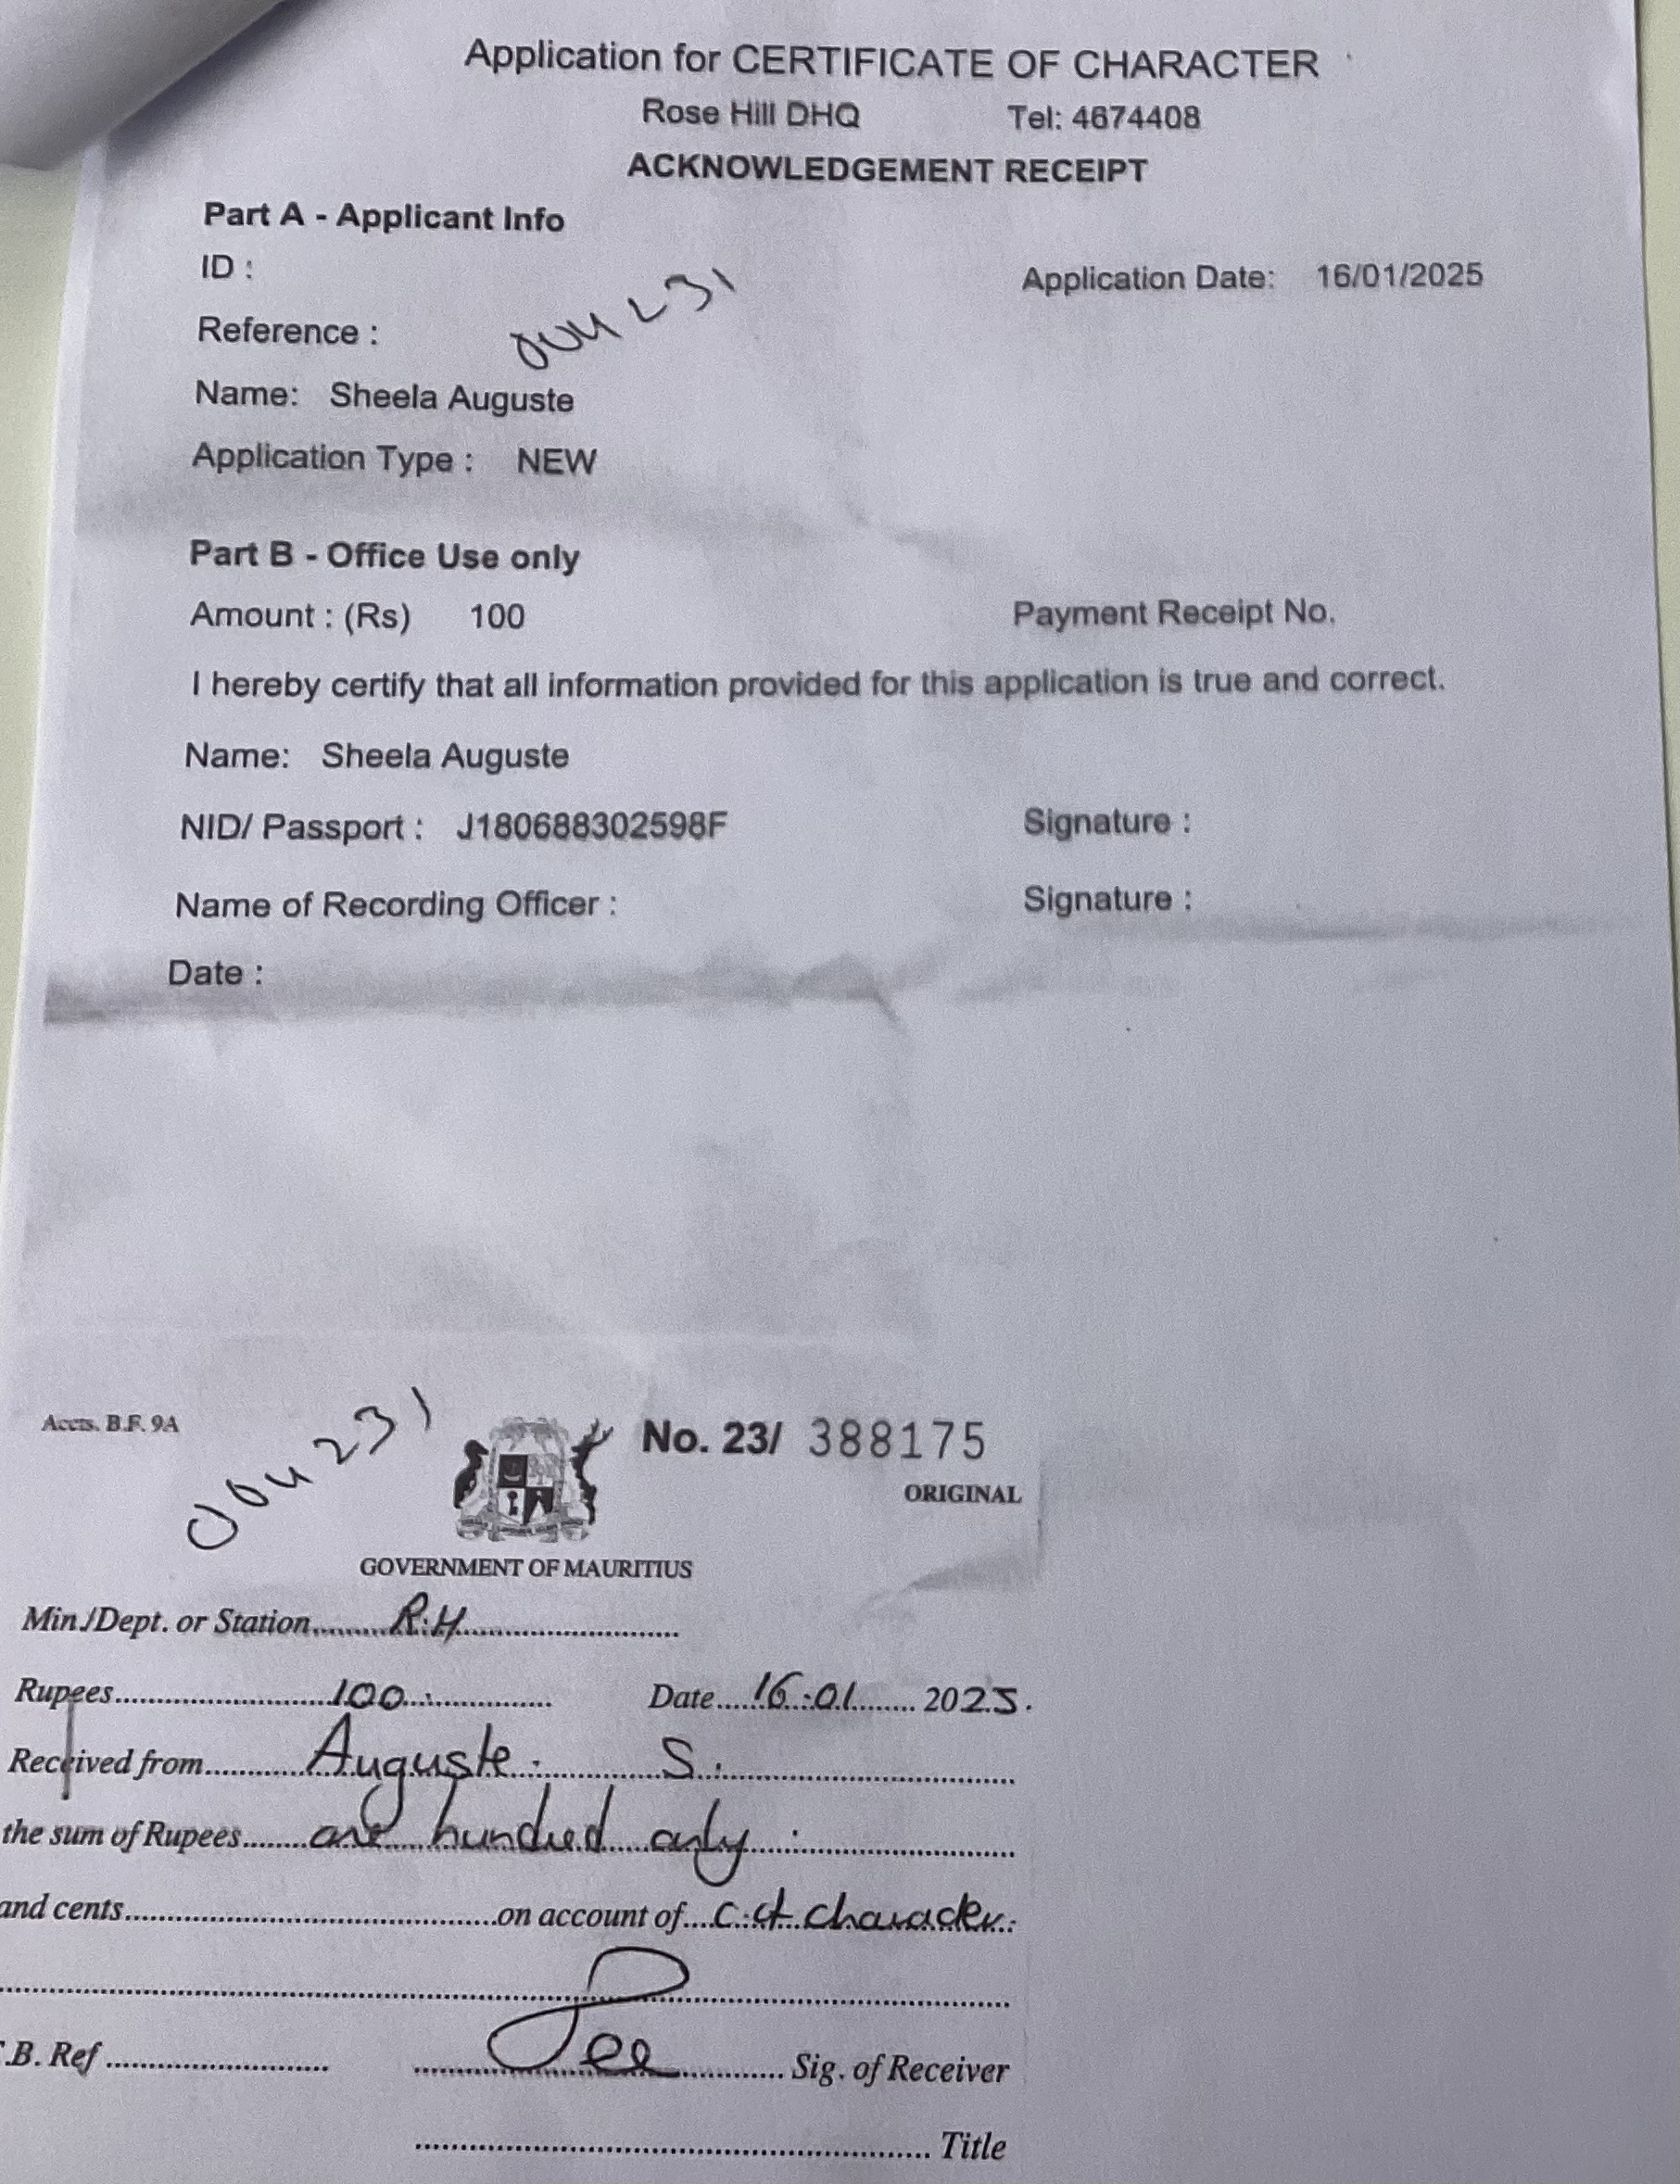 Application for CERTIFICATE OF CHARACTER
Rose Hill DHQ Tel: 4674408
ACKNOWLEDGEMENT RECEIPT
Part A - Applicant Info
ID :
Application Date: 16/01/2025
004231
Reference :
Name: Sheela Auguste
Application Type : NEW
Part B - Office Use only
Amount : (Rs) 100 Payment Receipt No.
I hereby certify that all information provided for this application is true and correct.
Name: Sheela Auguste
NID/ Passport : J180688302598F Signature :
Name of Recording Officer : Signature :
Date :
Accts. B.F. 9A
004231
No. 23/ 388175
ORIGINAL
GOVERNMENT OF MAURITIUS
Min./Dept. or Station R.H
Rupees 100 Date 16.01 2025.
Received from Auguste. S.
the sum of Rupees one hundred only
and cents on account of c.of character.
.B. Ref Sig. of Receiver
Title